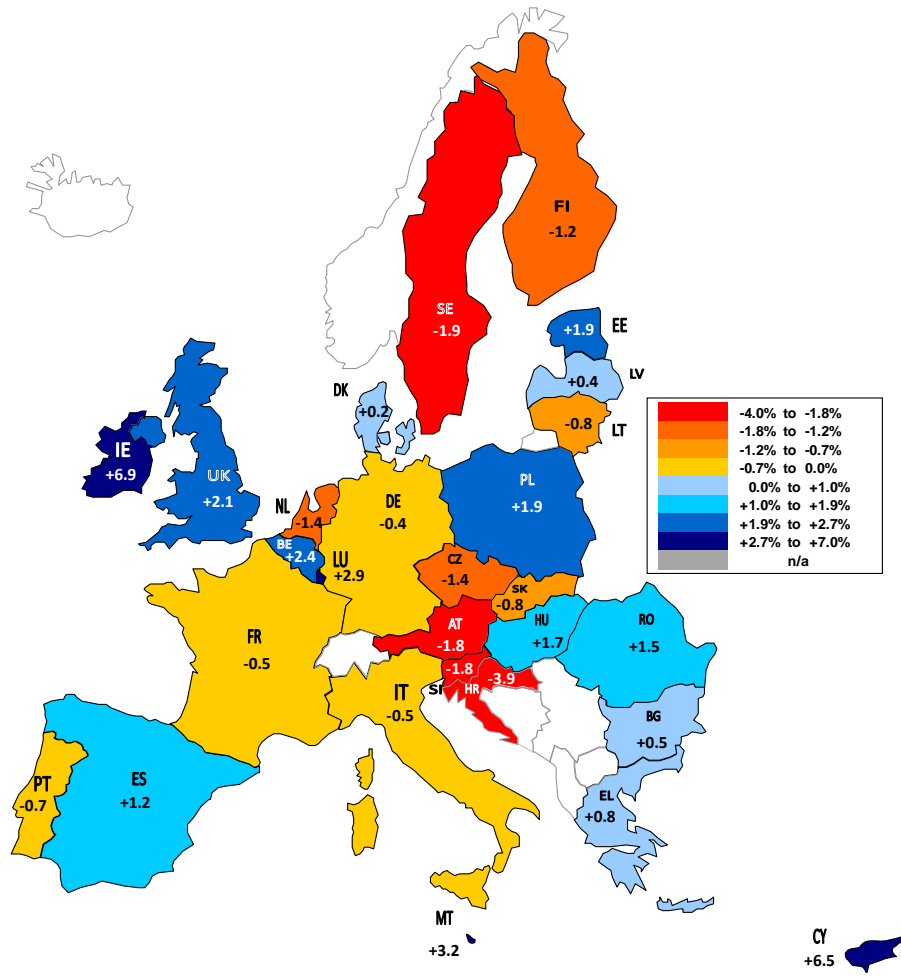 FI
-1.2
SE
-1.9
+1.9
EE
+0.4
LV
-0.8
LT
DK
+0.2
-4.0% to -1.8%
-1.8% to -1.2%
-1.2% to -0.7%
-0.7% to 0.0%
0.0% to +1.0%
+1.0% to +1.9%
+1.9% to +2.7%
+2.7% to +7.0%
n/a
IE
+6.9
UK
+2.1
NL
-1.4
DE
-0.4
PL
+1.9
BE
+2.4
LU
+2.9
CZ
-1.4
SK
-0.8
AT
-1.8
HU
+1.7
RO
+1.5
FR
-0.5
-1.8
SI
HR
-3.9
IT
-0.5
BG
+0.5
PT
-0.7
ES
+1.2
EL
+0.8
MT
+3.2
CY
+6.5